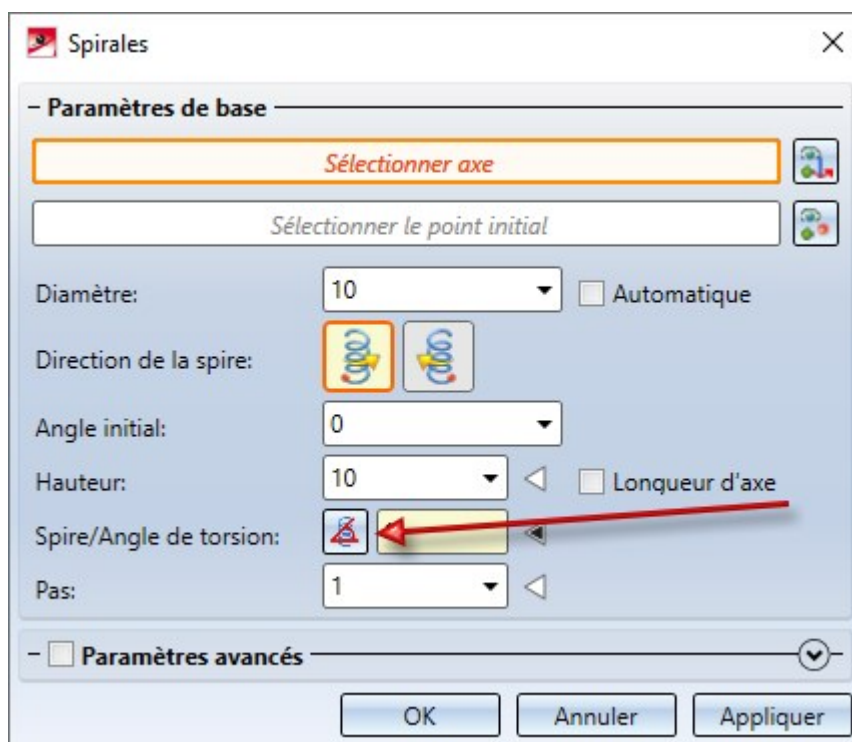 Spirales
Paramètres de base
Sélectionner axe
Sélectionner le point initial
Diamètre: 10 Automatique
Direction de la spire:
Angle initial: 0
Hauteur: 10 Longueur d'axe
Spire/Angle de torsion:
Pas: 1
Paramètres avancés
OK Annuler Appliquer